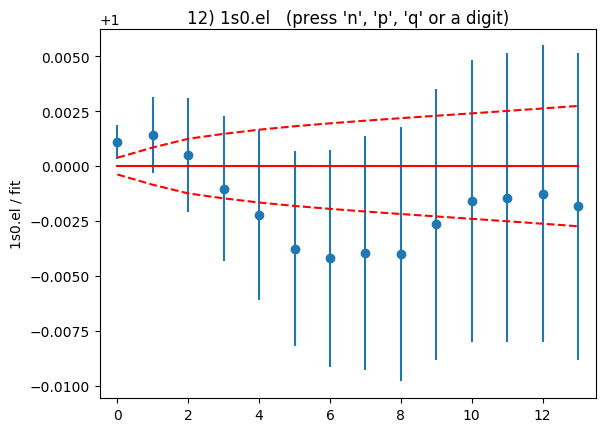 12) 1s0.el   (press 'n', 'p', 'q' or a digit)
+1
0.0050
0.0025
0.0000
−0.0025
−0.0050
−0.0075
−0.0100
1s0.el / fit
0 2 4 6 8 10 12